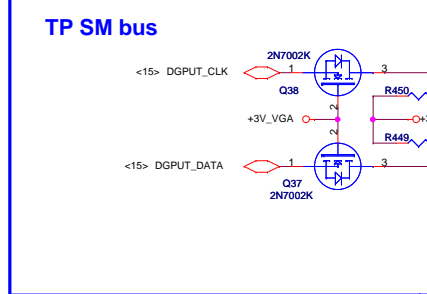 TP SM bus
2N7002K
<15> DGPUT_CLK
1
3
Q38
R450
2
+3V_VGA
+3
2
R449
<15> DGPUT_DATA
1
3
Q37
2N7002K